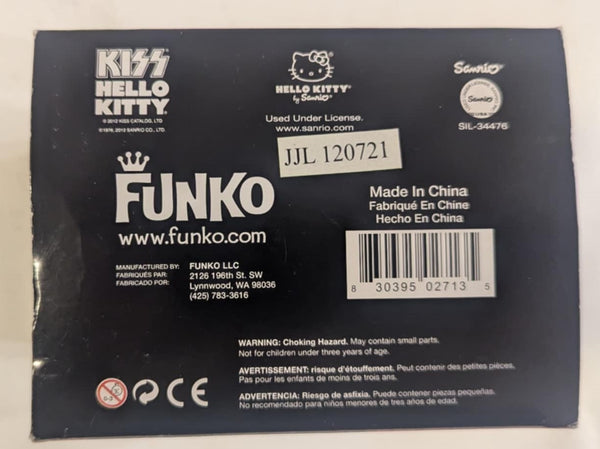 KISS
HELLO
KITTY
© 2012 KISS CATALOG, LTD
©1976, 2012 SANRIO CO., LTD.
HELLO KITTY
by Sanrio
Used Under License.
www.sanrio.com
Sanrio
Sanrio
SIL-34476
JJL 120721
FUNKO
www.funko.com
Made In China
Fabriqué En Chine
Hecho En China
MANUFACTURED BY: FUNKO LLC
FABRIQUÉS PAR: 2126 196th St. SW
FABRICADO POR: Lynnwood, WA 98036
(425) 783-3616
8 30395 02713 5
WARNING: Choking Hazard. May contain small parts.
Not for children under three years of age.
AVERTISSEMENT: risque d'étouffement. Peut contenir des petites pièces.
Pas pour les enfants de moins de trois ans.
ADVERTENCIA: Riesgo de asfixia. Puede contener piezas pequeñas.
No recomendado para niños menores de tres años de edad.
0-3
CE